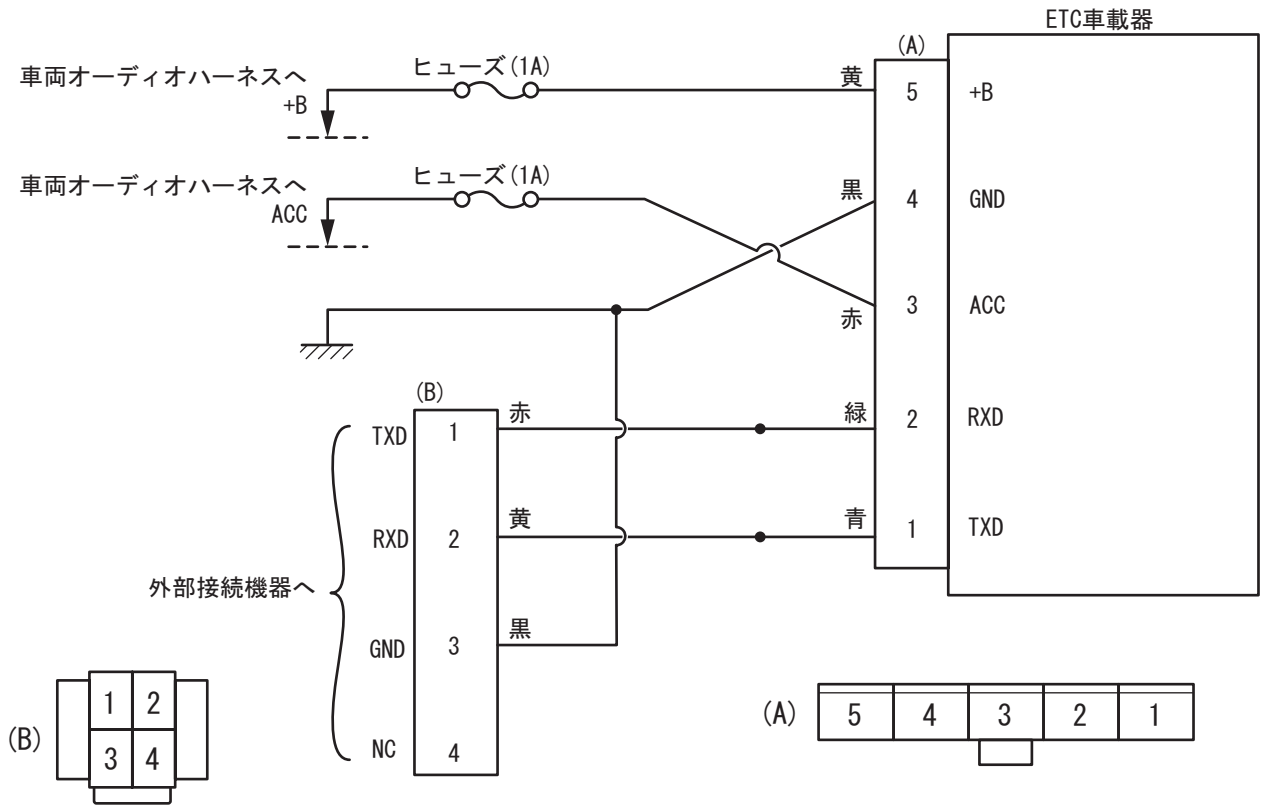 ETC車載器
(A)
車両オーディオハーネスへ
ヒューズ(1A)
黄
5
+B
+B
車両オーディオハーネスへ
ヒューズ(1A)
黒
4
GND
ACC
赤
3
ACC
(B)
TXD
1
赤
緑
2
RXD
RXD
2
黄
青
1
TXD
外部接続機器へ
GND
3
黒
NC
4
(B)
1 2
3 4
(A)
5 4 3 2 1